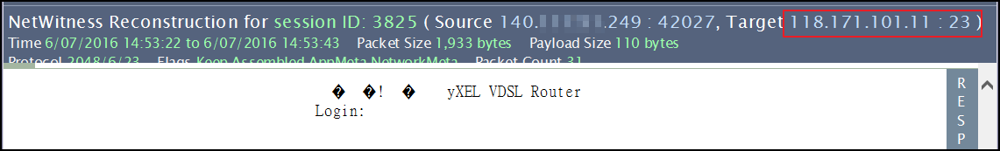 NetWitness Reconstruction for session ID: 3825 ( Source 140. .249 : 42027, Target 118.171.101.11 : 23 )
Time 6/07/2016 14:53:22 to 6/07/2016 14:53:43 Packet Size 1,933 bytes Payload Size 110 bytes
Protocol 2048/6/23 Flags Keep Assembled AppMeta NetworkMeta Packet Count 31
� �! � yXEL VDSL Router
Login:
RESP